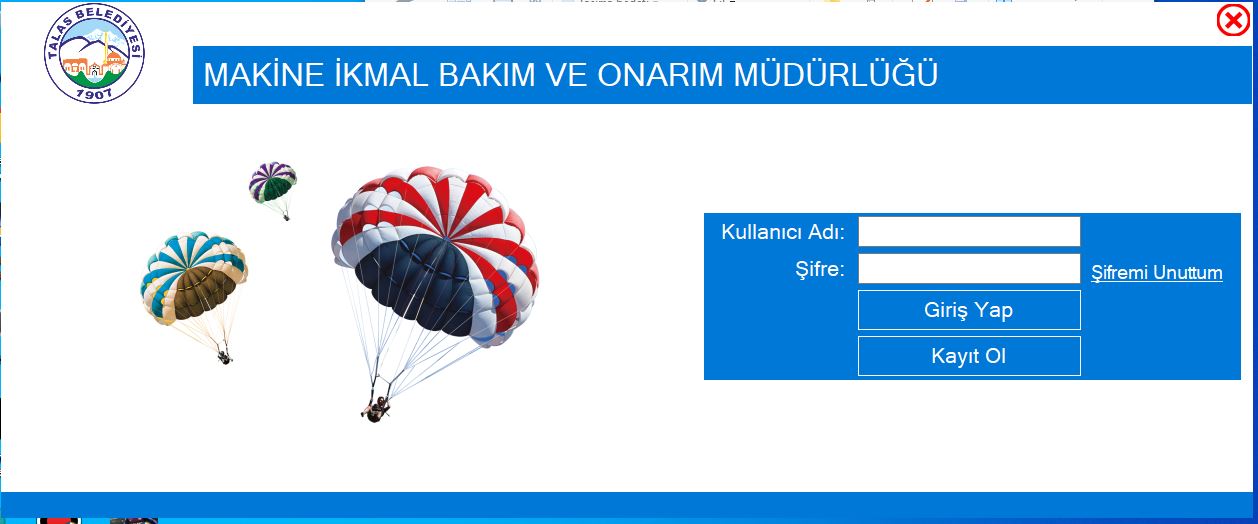 TALAS BELEDİYESİ
1907
MAKİNE İKMAL BAKIM VE ONARIM MÜDÜRLÜĞÜ
Kullanıcı Adı:
Şifre:
Şifremi Unuttum
Giriş Yap
Kayıt Ol